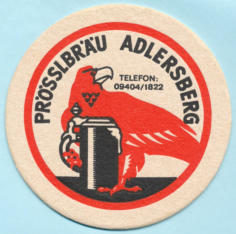 PRÖSSLBRÄU ADLERSBERG
TELEFON:
09404/1822